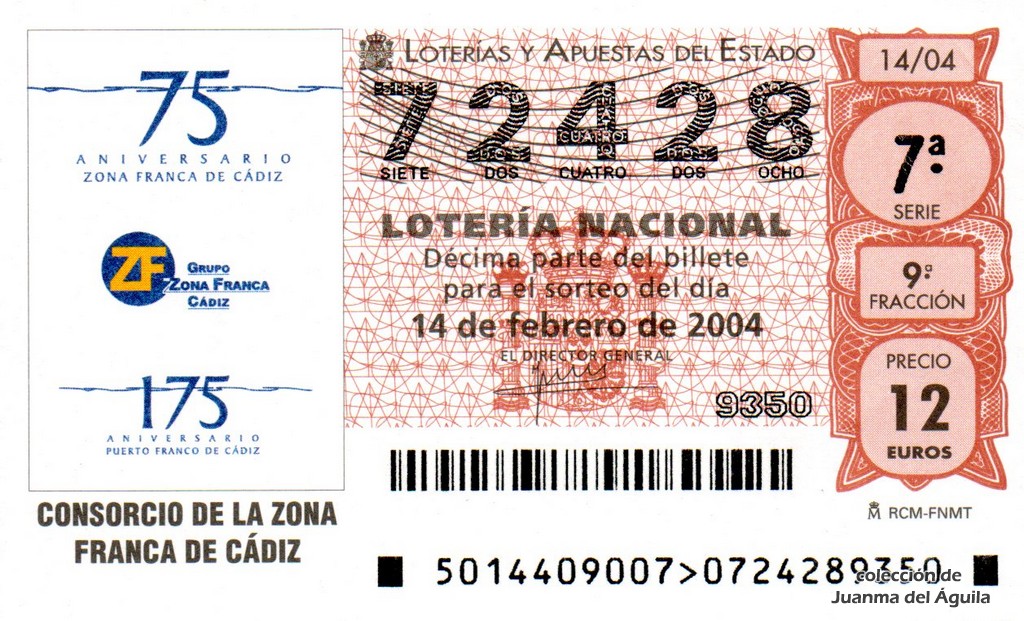 75
ANIVERSARIO
ZONA FRANCA DE CÁDIZ
ZF
GRUPO
ZONA FRANCA
CÁDIZ
175
ANIVERSARIO
PUERTO FRANCO DE CÁDIZ
CONSORCIO DE LA ZONA
FRANCA DE CÁDIZ
LOTERÍAS Y APUESTAS DEL ESTADO
72428
SIETE DOS CUATRO DOS OCHO
LOTERÍA NACIONAL
Décima parte del billete
para el sorteo del día
14 de febrero de 2004
EL DIRECTOR GENERAL
9350
14/04
7ª
SERIE
9ª
FRACCIÓN
PRECIO
12
EUROS
RCM-FNMT
5014409007>0724289350
colección de
Juanma del Águila